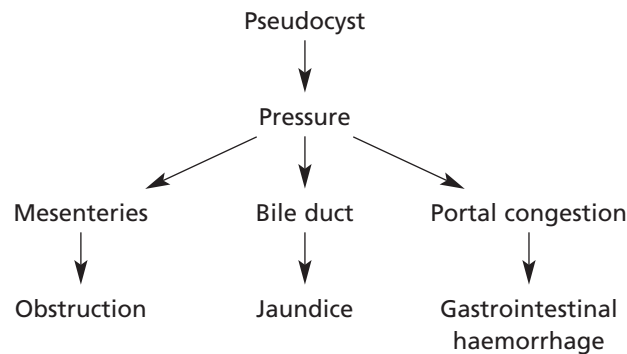 Pseudocyst
Pressure
Mesenteries
Bile duct
Portal congestion
Obstruction
Jaundice
Gastrointestinal
haemorrhage